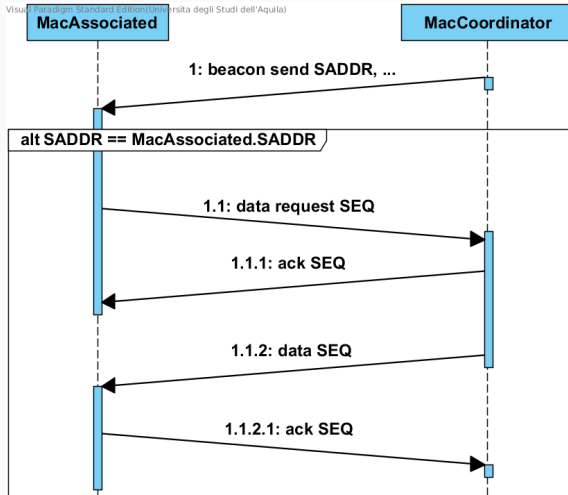 Visual Paradigm Standard Edition(Universita degli Studi dell'Aquila)
MacAssociated
MacCoordinator
1: beacon send SADDR, ...
alt SADDR == MacAssociated.SADDR
1.1: data request SEQ
1.1.1: ack SEQ
1.1.2: data SEQ
1.1.2.1: ack SEQ